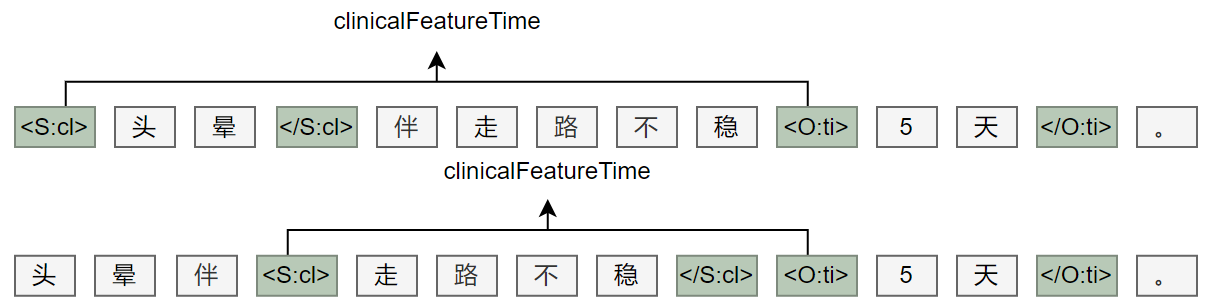 clinicalFeatureTime
<S:cl> 头 晕 </S:cl> 伴 走 路 不 稳 <O:ti> 5 天 </O:ti> 。
clinicalFeatureTime
头 晕 伴 <S:cl> 走 路 不 稳 </S:cl> <O:ti> 5 天 </O:ti> 。